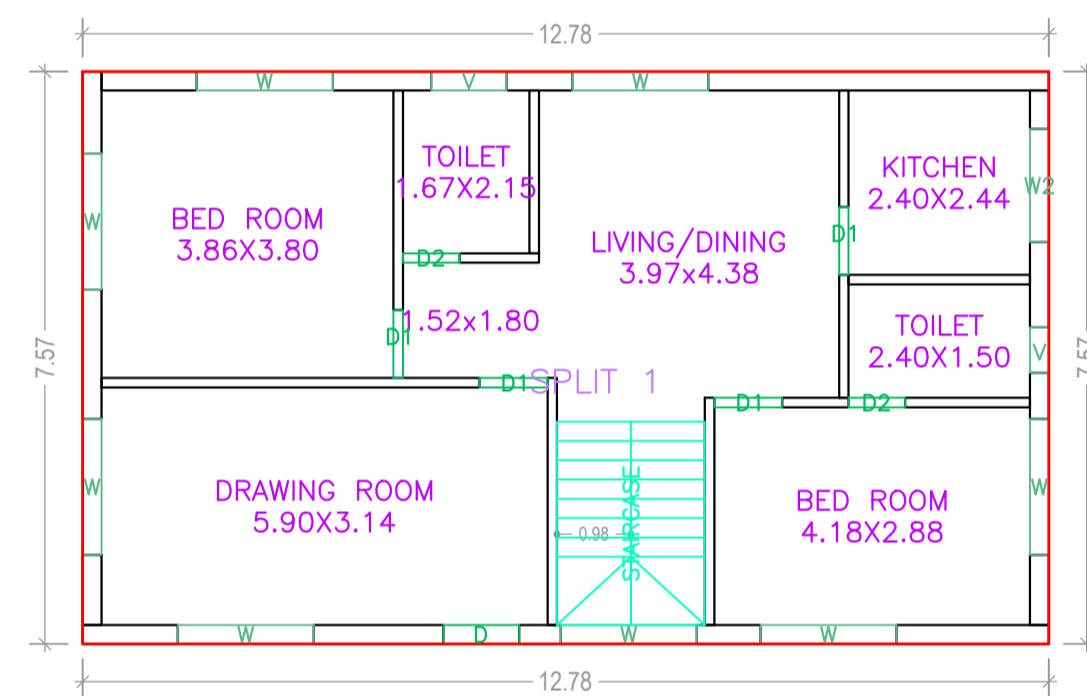 12.78
W
V
W
TOILET
1.67X2.15
KITCHEN
2.40X2.44
W2
BED ROOM
3.86X3.80
W
LIVING/DINING
3.97x4.38
D1
D2
1.52x1.80
D1
TOILET
2.40X1.50
V
7.57
7.57
D1
SPLIT 1
D1
D2
W
DRAWING ROOM
5.90X3.14
STAIRCASE
0.98
BED ROOM
4.18X2.88
W
W
D
W
W
12.78